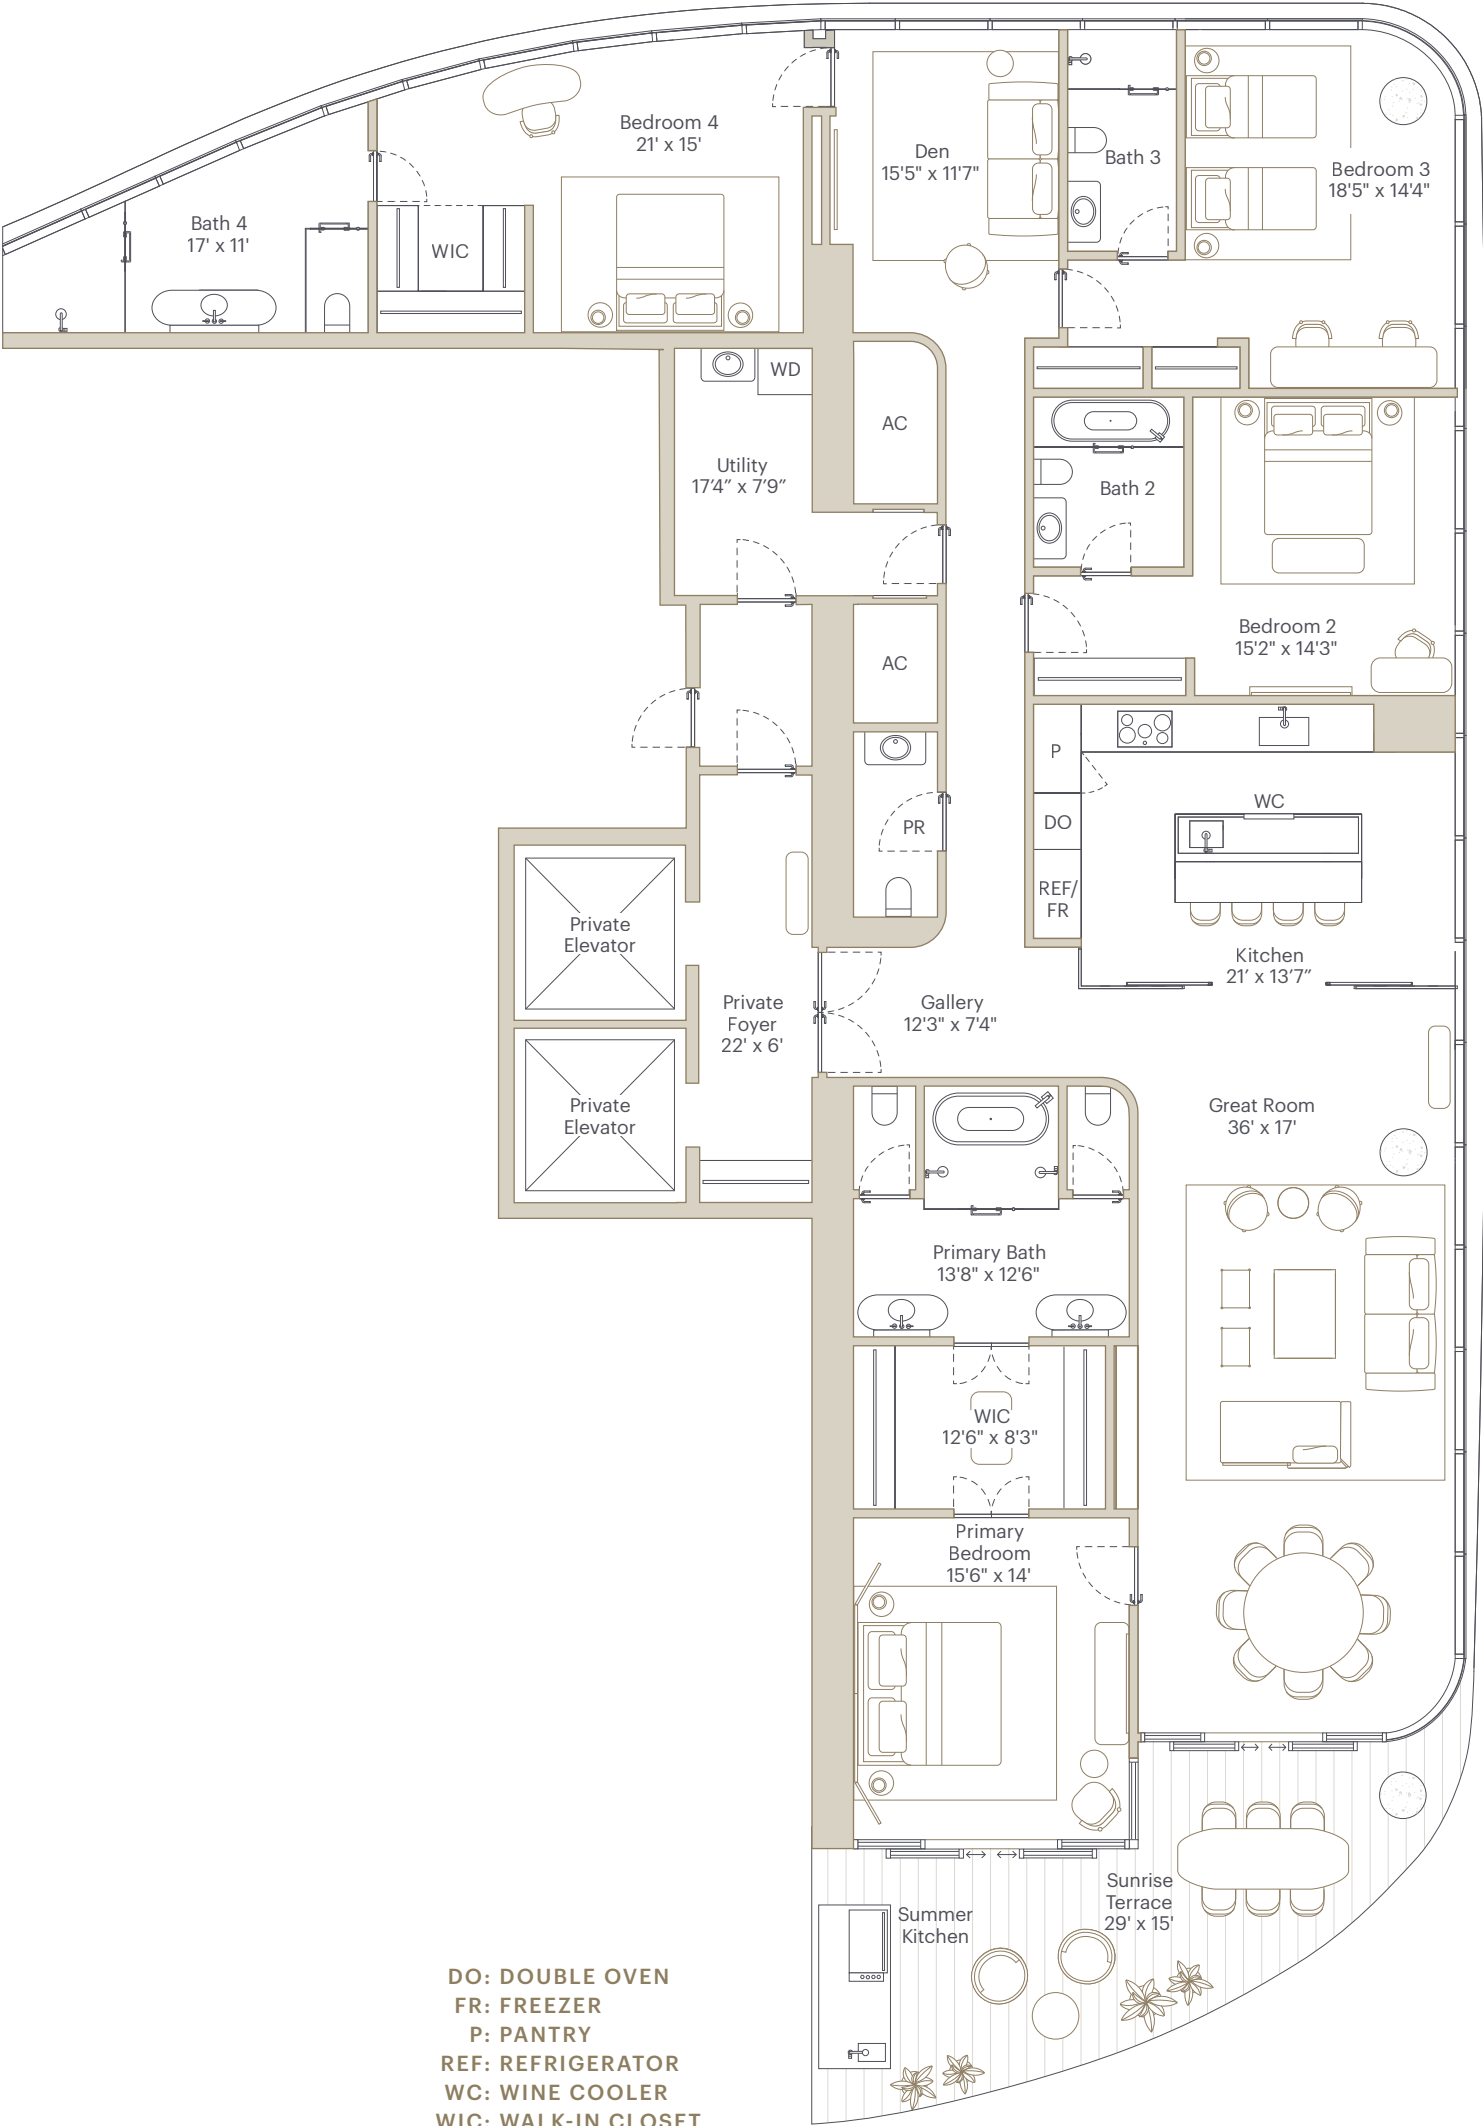 Bedroom 4
21' x 15'
Den
15'5" x 11'7"
Bath 3
Bedroom 3
18'5" x 14'4"
Bath 4
17' x 11'
WIC
WD
AC
Utility
17'4" x 7'9"
Bath 2
Bedroom 2
15'2" x 14'3"
AC
P
WC
DO
PR
REF/
FR
Private
Elevator
Kitchen
21' x 13'7"
Private
Foyer
22' x 6'
Gallery
12'3" x 7'4"
Private
Elevator
Great Room
36' x 17'
Primary Bath
13'8" x 12'6"
WIC
12'6" x 8'3"
Primary
Bedroom
15'6" x 14'
Sunrise
Terrace
29' x 15'
Summer
Kitchen
DO: DOUBLE OVEN
FR: FREEZER
P: PANTRY
REF: REFRIGERATOR
WC: WINE COOLER
WIC: WALK-IN CLOSET